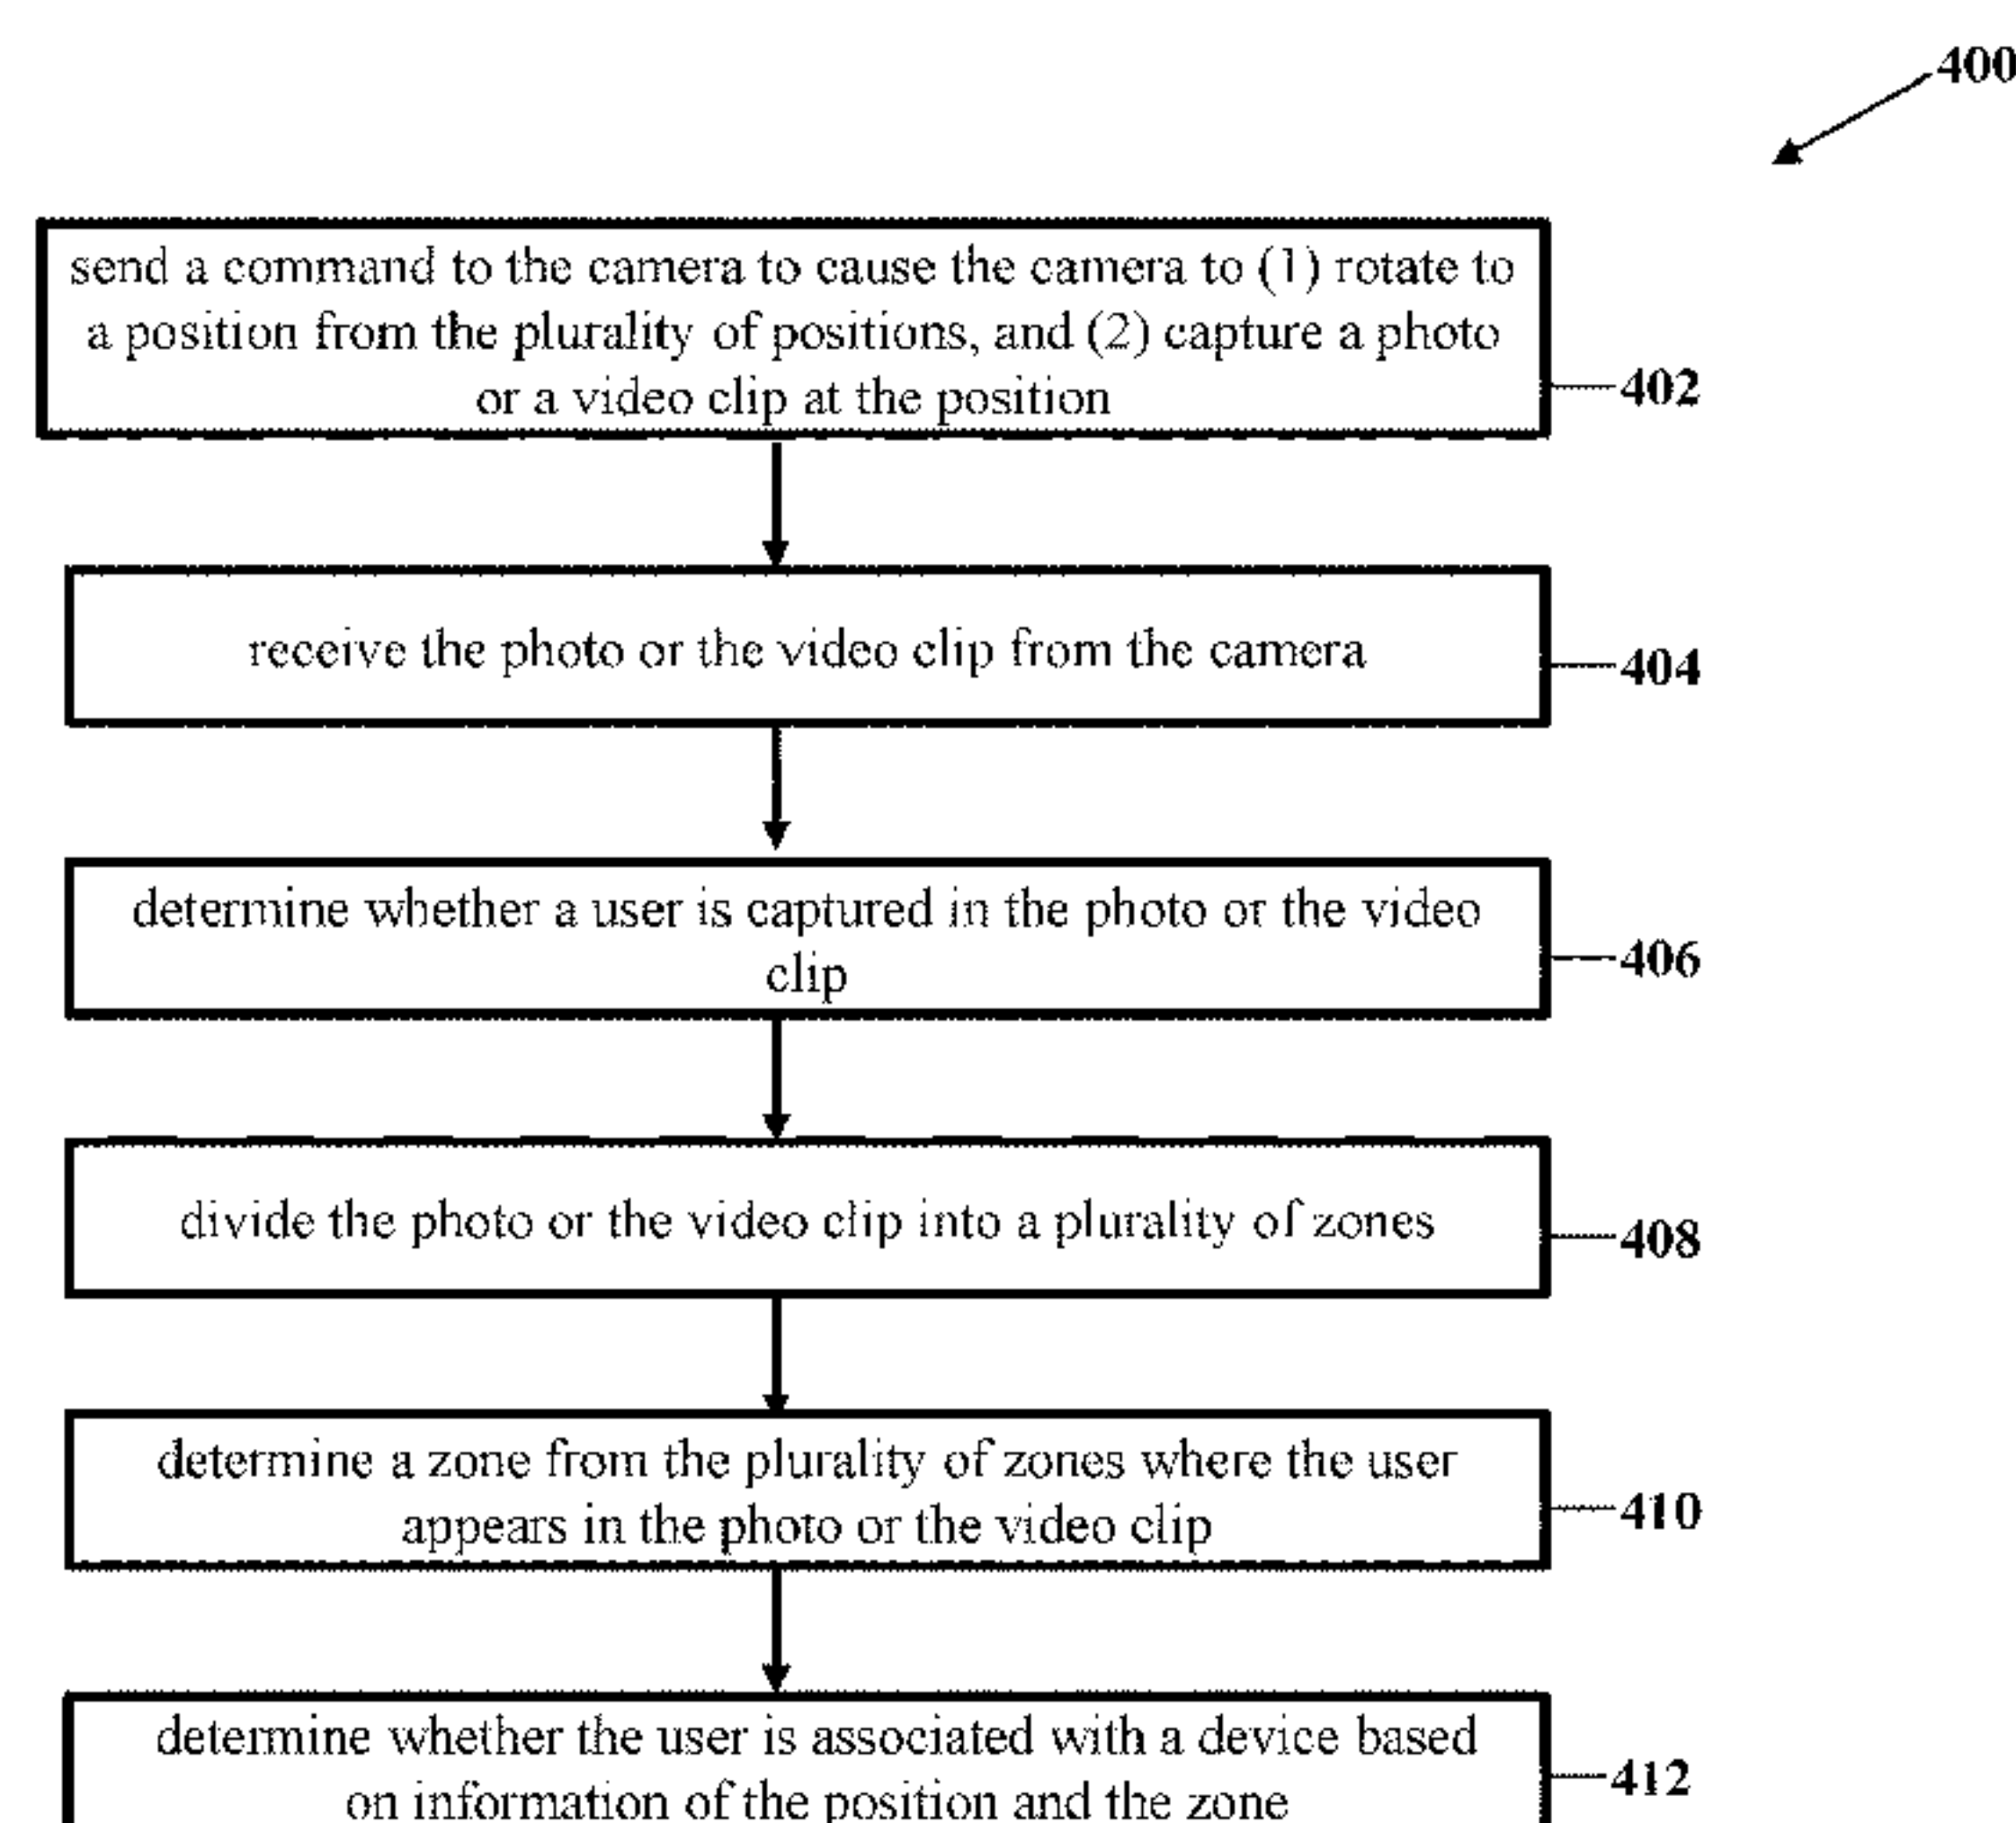 400
send a command to the camera to cause the camera to (1) rotate to
a position from the plurality of positions, and (2) capture a photo
or a video clip at the position
402
receive the photo or the video clip from the camera
404
determine whether a user is captured in the photo or the video
clip
406
divide the photo or the video clip into a plurality of zones
408
determine a zone from the plurality of zones where the user
appears in the photo or the video clip
410
determine whether the user is associated with a device based
on information of the position and the zone
412